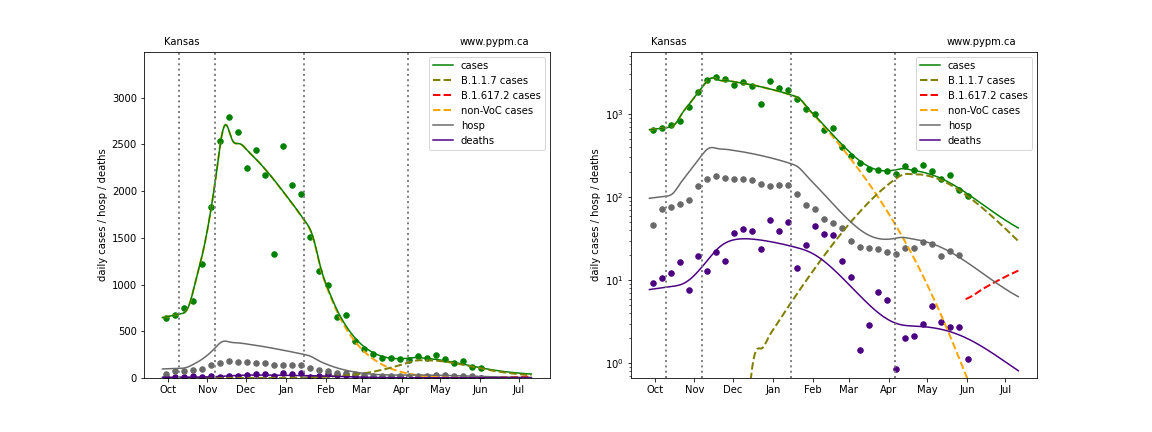 Kansas
www.pypm.ca
daily cases / hosp / deaths
3000
2500
2000
1500
1000
500
0
Oct
Nov
Dec
Jan
Feb
Mar
Apr
May
Jun
Jul
cases
B.1.1.7 cases
B.1.617.2 cases
non-VoC cases
hosp
deaths
Kansas
www.pypm.ca
daily cases / hosp / deaths
10³
10²
10¹
10⁰
Oct
Nov
Dec
Jan
Feb
Mar
Apr
May
Jun
Jul
cases
B.1.1.7 cases
B.1.617.2 cases
non-VoC cases
hosp
deaths